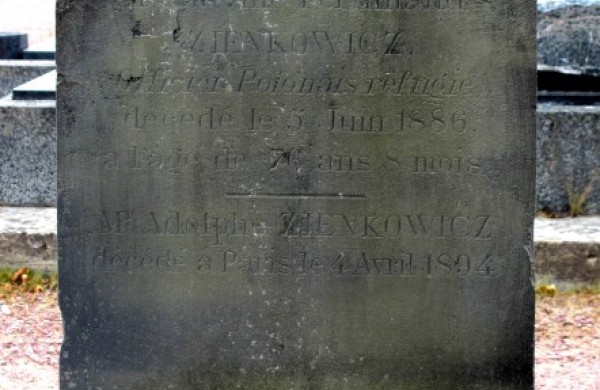 ZIENKOWICZ.
Officier Polonais réfugié
décédé le 5 Juin 1886.
à l'âge de 76 ans 8 mois.
Mr Adolphe ZIENKOWICZ
décédé à Paris le 4 Avril 1894